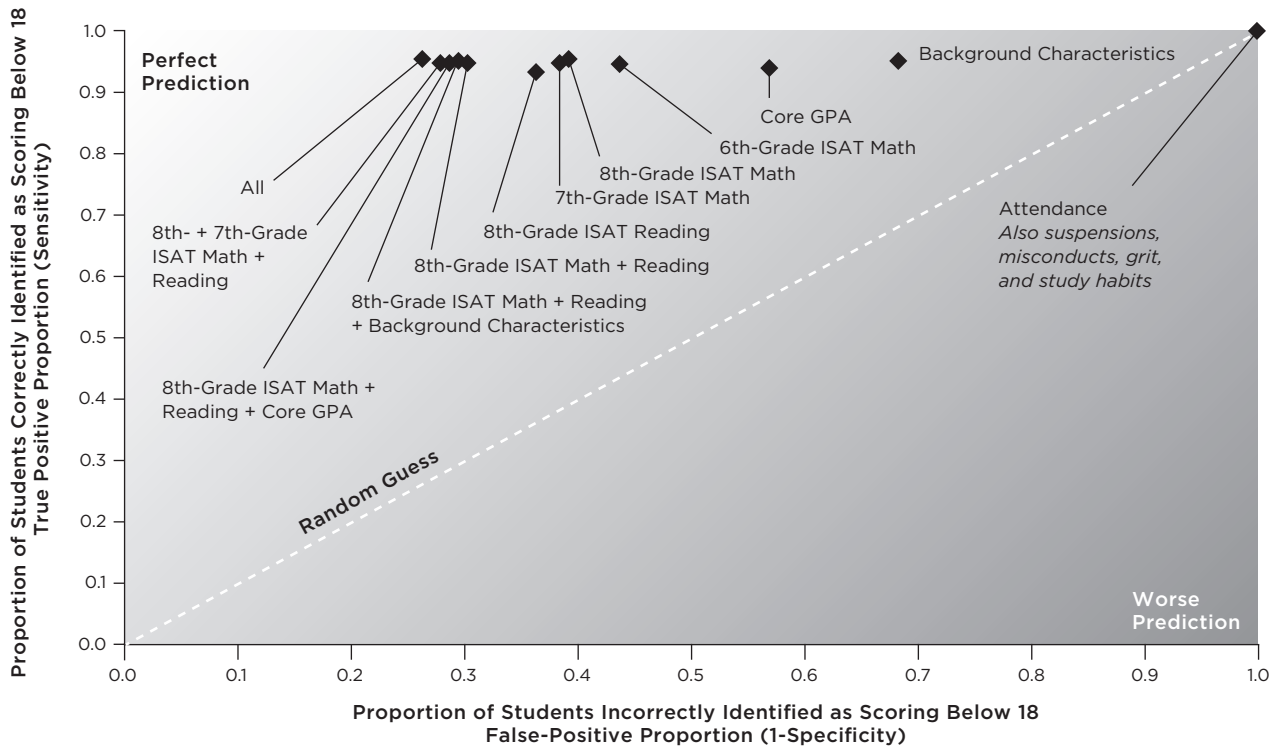 Proportion of Students Correctly Identified as Scoring Below 18
True Positive Proportion (Sensitivity)
1.0
0.9
0.8
0.7
0.6
0.5
0.4
0.3
0.2
0.1
0.0
Perfect
Prediction
Background Characteristics
Core GPA
6th-Grade ISAT Math
8th-Grade ISAT Math
7th-Grade ISAT Math
All
8th-Grade ISAT Reading
8th- + 7th-Grade
ISAT Math +
Reading
8th-Grade ISAT Math + Reading
8th-Grade ISAT Math + Reading
+ Background Characteristics
8th-Grade ISAT Math +
Reading + Core GPA
Attendance
Also suspensions,
misconducts, grit,
and study habits
Random Guess
Worse
Prediction
0.0
0.1
0.2
0.3
0.4
0.5
0.6
0.7
0.8
0.9
1.0
Proportion of Students Incorrectly Identified as Scoring Below 18
False-Positive Proportion (1-Specificity)